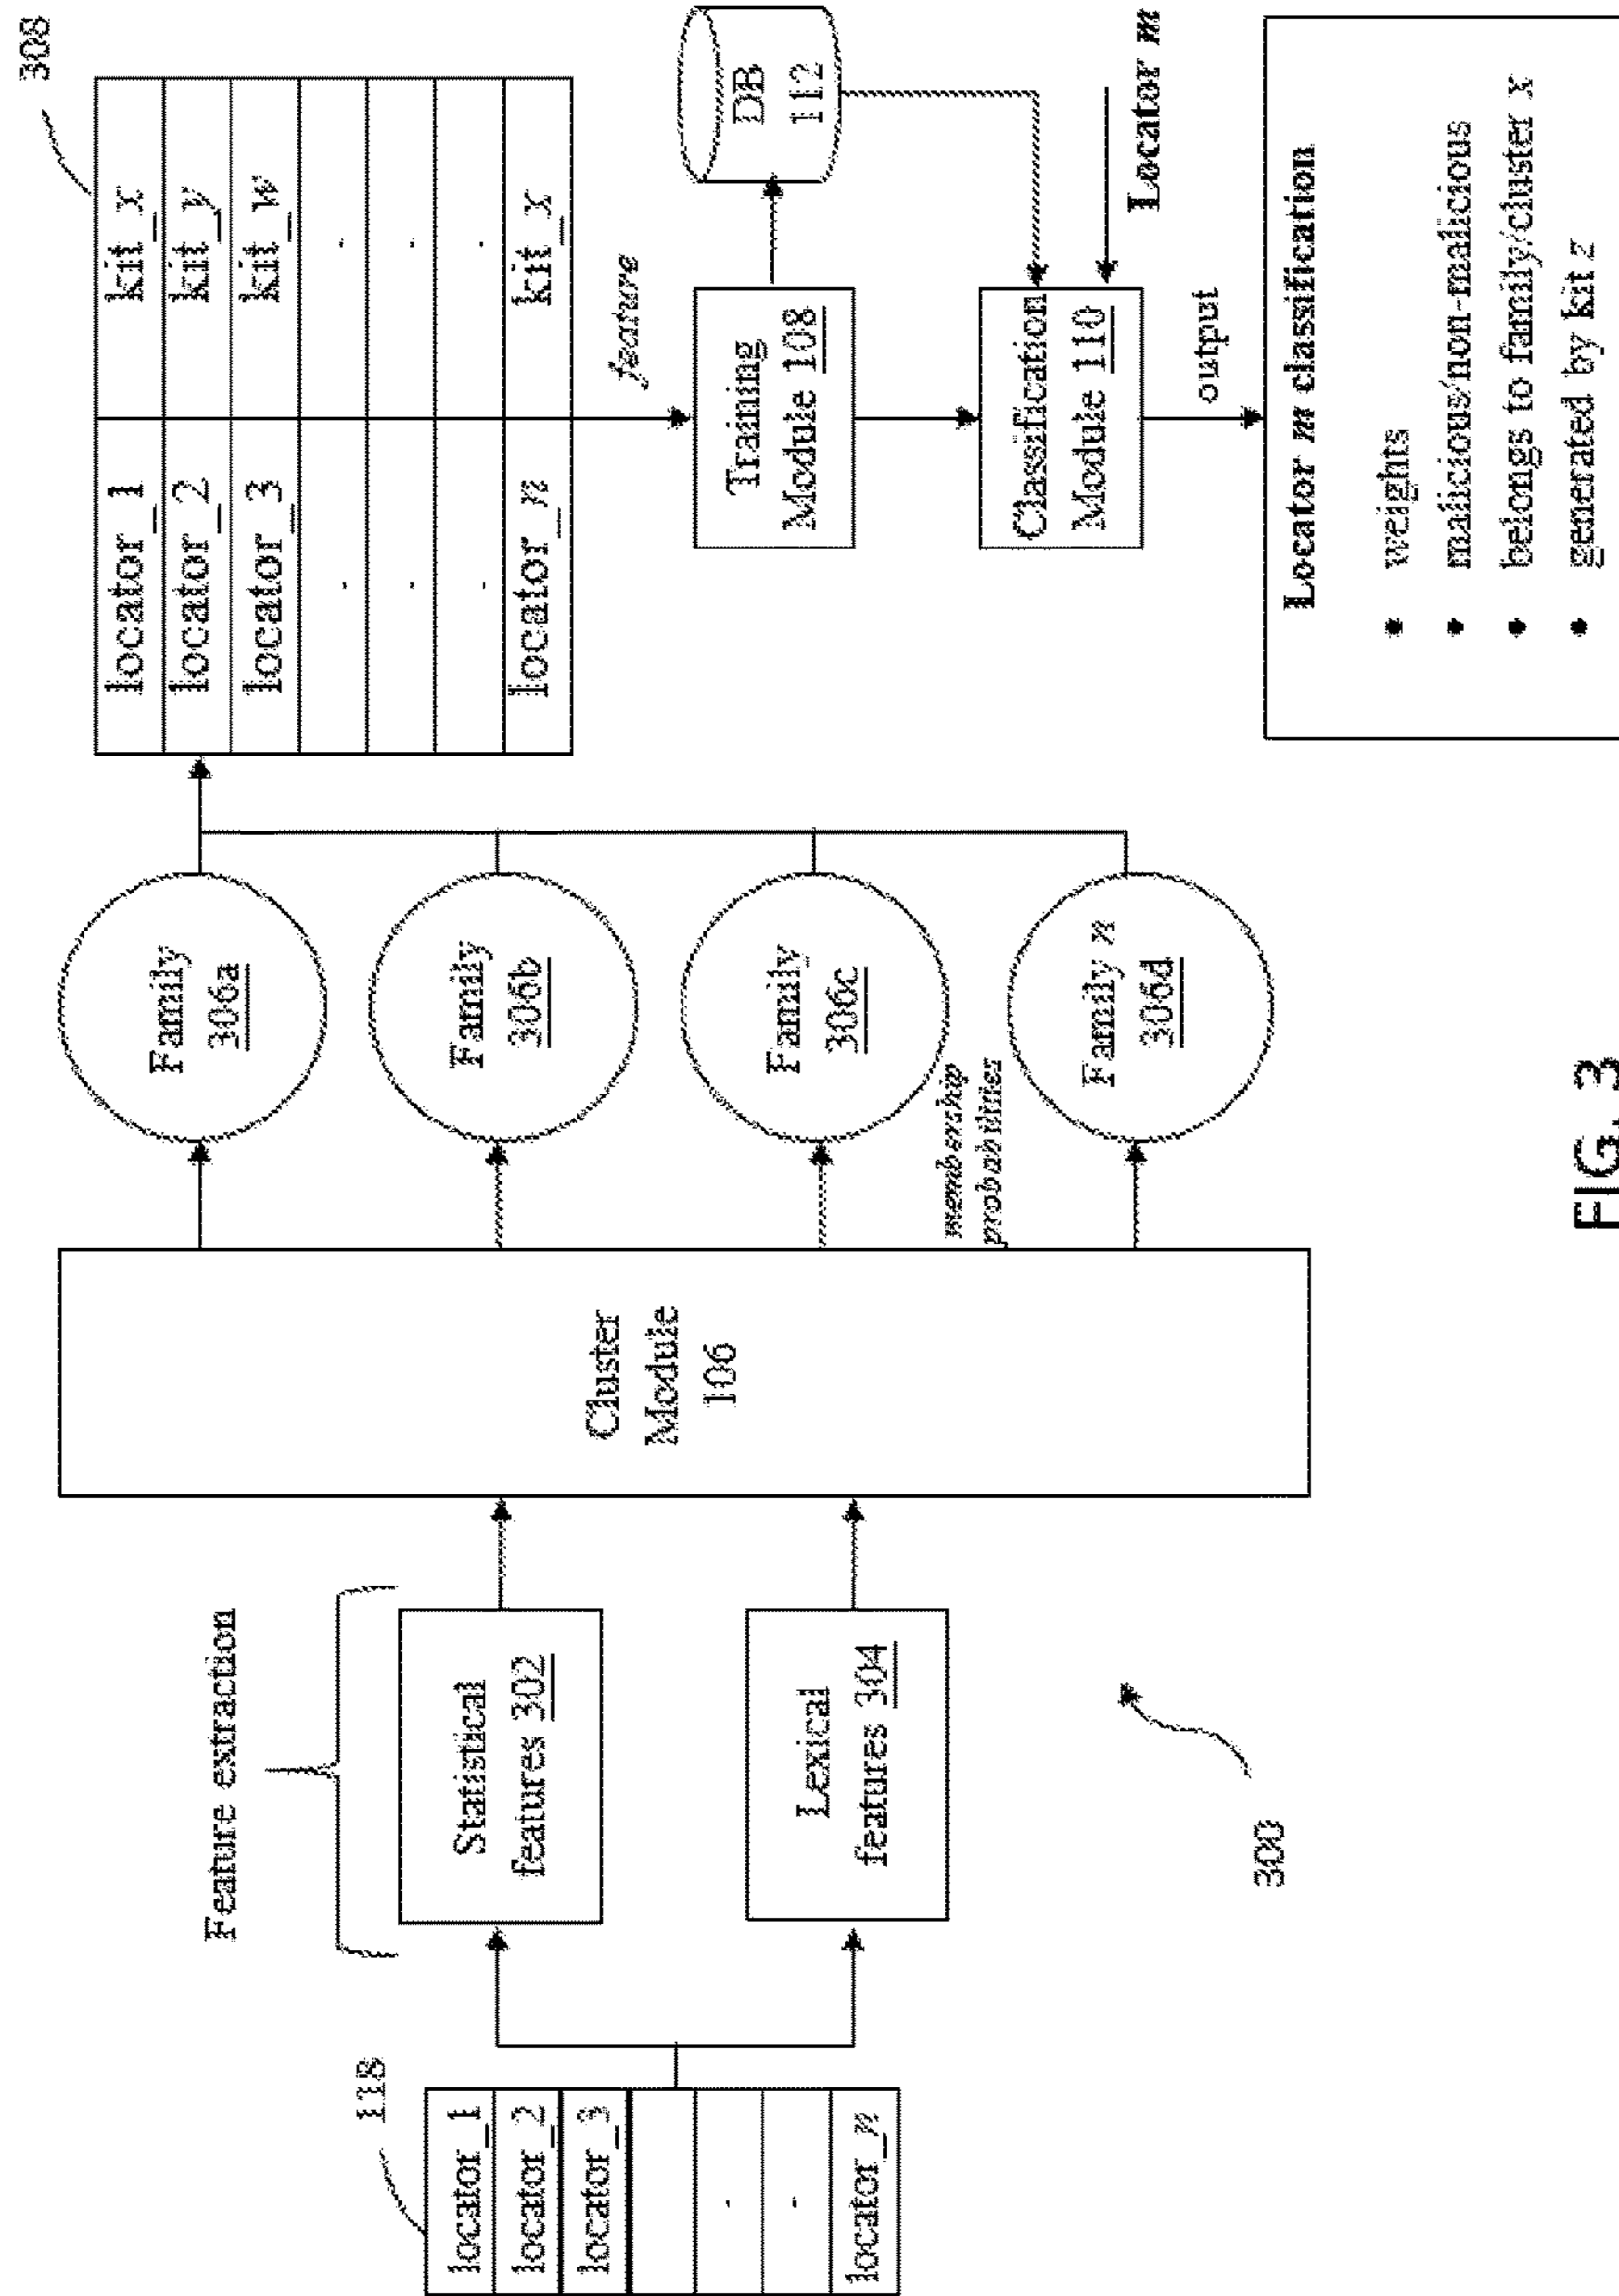 118
locator_1
locator_2
locator_3
.
.
locator_n
Feature extraction
Statistical
features 302
Lexical
features 304
300
Cluster
Module
106
membership
probabilities
Family
306a
Family
306b
Family
306c
Family n
306d
308
locator_1 kit_x
locator_2 kit_y
locator_3 kit_w
. .
. .
. .
locator_n kit_x
feature
Training
Module 108
DB
112
Classification
Module 110
Locator m
output
Locator m classification
• weights
• malicious/non-malicious
• belongs to family/cluster x
• generated by kit z
FIG. 3